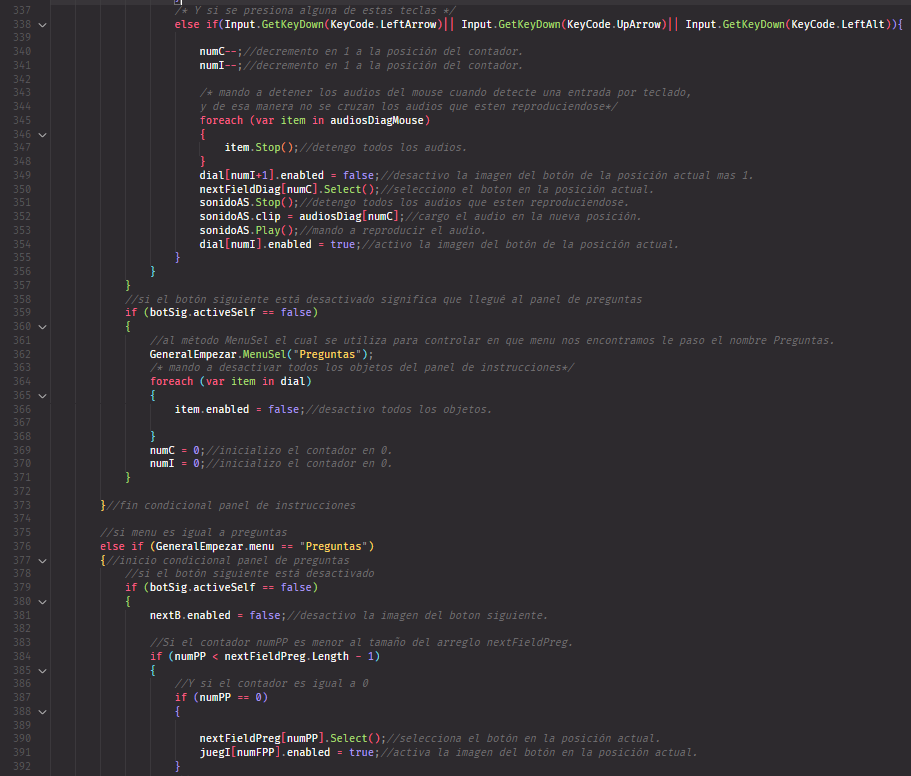 337 }
/* Y si se presiona alguna de estas teclas */
338 else if(Input.GetKeyDown(KeyCode.LeftArrow)|| Input.GetKeyDown(KeyCode.UpArrow)|| Input.GetKeyDown(KeyCode.LeftAlt)){
339
340 numC--;//decremento en 1 a la posición del contador.
341 numI--;//decremento en 1 a la posición del contador.
342
343 /* mando a detener los audios del mouse cuando detecte una entrada por teclado,
344 y de esa manera no se cruzan los audios que esten reproduciendose*/
345 foreach (var item in audiosDiagMouse)
346 {
347 item.Stop();//detengo todos los audios.
348 }
349 dial[numI+1].enabled = false;//desactivo la imagen del botón de la posición actual mas 1.
350 nextFieldDiag[numC].Select();//selecciono el boton en la posición actual.
351 sonidoAS.Stop();//detengo todos los audios que esten reproduciendose.
352 sonidoAS.clip = audiosDiag[numC];//cargo el audio en la nueva posición.
353 sonidoAS.Play();//mando a reproducir el audio.
354 dial[numI].enabled = true;//activo la imagen del botón de la posición actual.
355 }
356 }
357 }
358 //si el botón siguiente está desactivado significa que llegué al panel de preguntas
359 if (botSig.activeSelf == false)
360 {
361 //al método MenuSel el cual se utiliza para controlar en que menu nos encontramos le paso el nombre Preguntas.
362 GeneralEmpezar.MenuSel("Preguntas");
363 /* mando a desactivar todos los objetos del panel de instrucciones*/
364 foreach (var item in dial)
365 {
366 item.enabled = false;//desactivo todos los objetos.
367
368 }
369 numC = 0;//inicializo el contador en 0.
370 numI = 0;//inicializo el contador en 0.
371 }
372
373 }//fin condicional panel de instrucciones
374
375 //si menu es igual a preguntas
376 else if (GeneralEmpezar.menu == "Preguntas")
377 {//inicio condicional panel de preguntas
378 //si el botón siguiente está desactivado
379 if (botSig.activeSelf == false)
380 {
381 nextB.enabled = false;//desactivo la imagen del boton siguiente.
382
383 //Si el contador numPP es menor al tamaño del arreglo nextFieldPreg.
384 if (numPP < nextFieldPreg.Length - 1)
385 {
386 //Y si el contador es igual a 0
387 if (numPP == 0)
388 {
389
390 nextFieldPreg[numPP].Select();//selecciona el botón en la posición actual.
391 juegI[numFPP].enabled = true;//activa la imagen del botón en la posición actual.
392 }